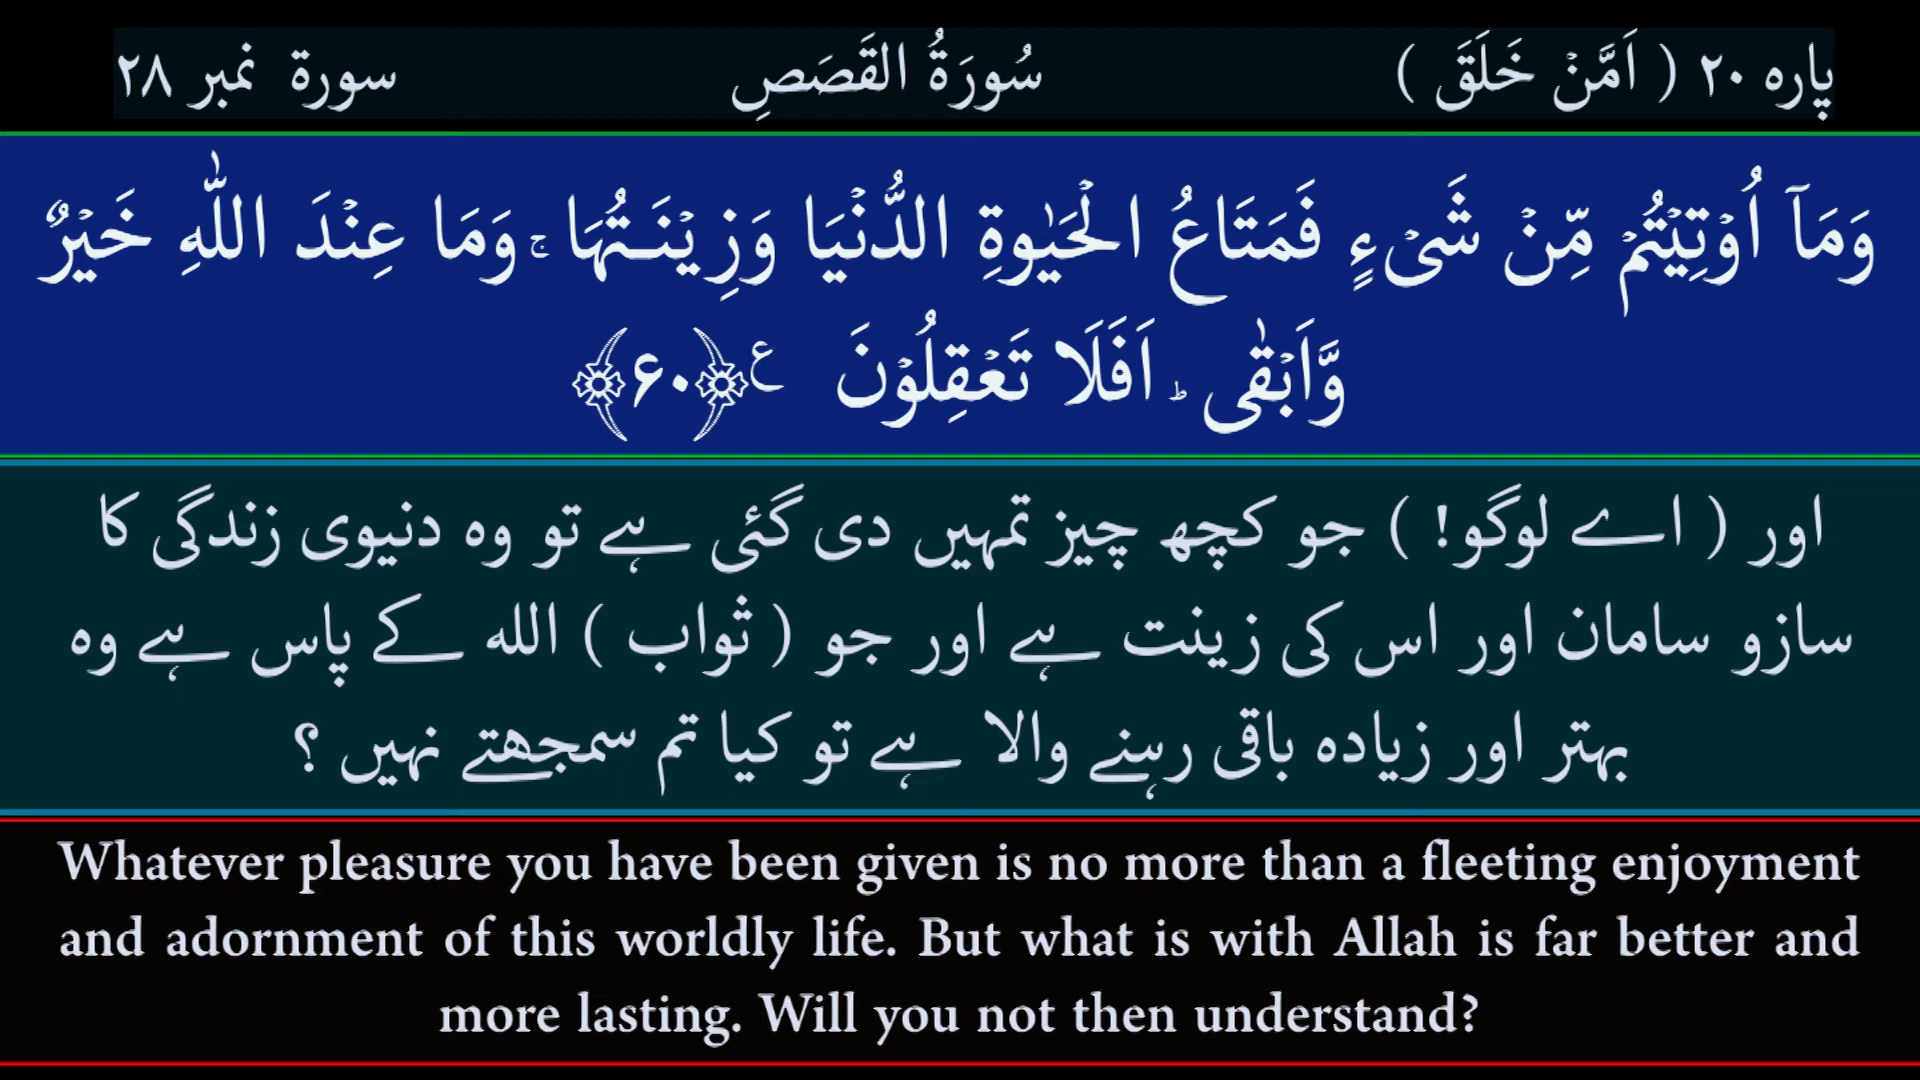 پارہ ۲۰ ( اَمَّنۡ خَلَقَ ) سُورَةُ القَصَصِ سورۃ نمبر ۲۸
وَمَاۤ اُوۡتِيۡتُمۡ مِّنۡ شَىۡءٍ فَمَتَاعُ الۡحَيٰوةِ الدُّنۡيَا وَزِيۡنَـتُهَا‌ ۚ وَمَا عِنۡدَ اللّٰهِ خَيۡرٌ
وَّاَبۡقٰى‌ ؕ اَفَلَا تَعۡقِلُوۡنَ ع ﴿۶۰﴾
اور ( اے لوگو! ) جو کچھ چیز تمہیں دی گئی ہے تو وہ دنیوی زندگی کا
سازو سامان اور اس کی زینت ہے اور جو ( ثواب ) اللہ کے پاس ہے وہ
بہتر اور زیادہ باقی رہنے والا ہے تو کیا تم سمجھتے نہیں ؟
Whatever pleasure you have been given is no more than a fleeting enjoyment
and adornment of this worldly life. But what is with Allah is far better and
more lasting. Will you not then understand?